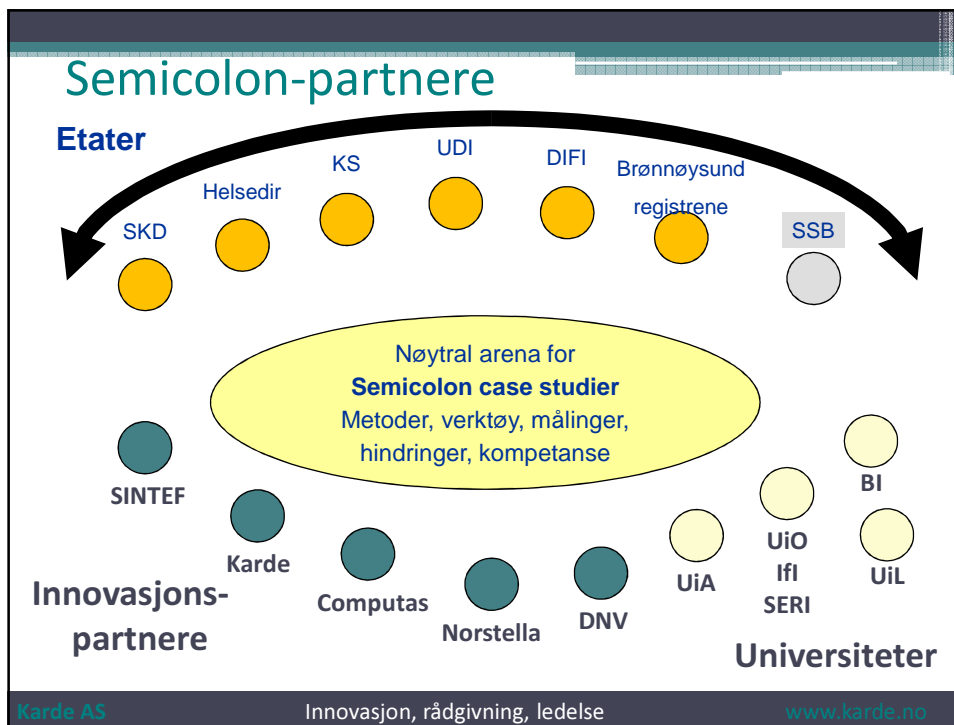 Semicolon-partnere
Etater
SKD
Helsedir
KS
UDI
DIFI
Brønnøysund
registrene
SSB
Nøytral arena for
Semicolon case studier
Metoder, verktøy, målinger,
hindringer, kompetanse
SINTEF
Karde
Computas
Norstella
DNV
UiA
UiO
IfI
SERI
BI
UiL
Innovasjons-
partnere
Universiteter
Karde AS
Innovasjon, rådgivning, ledelse
www.karde.no